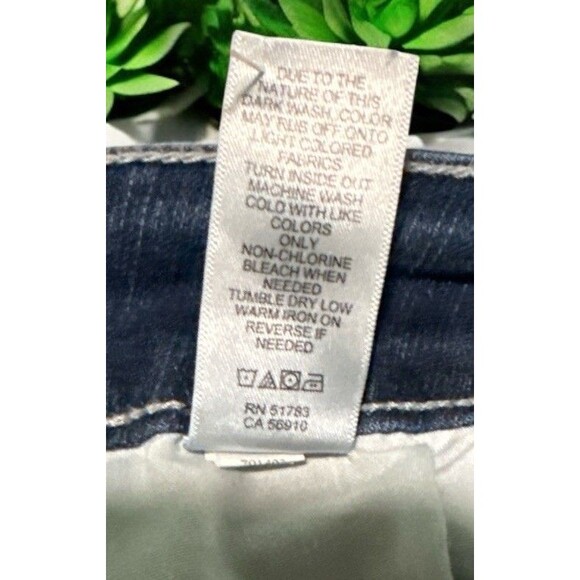 DUE TO THE
NATURE OF THIS
DARK WASH, COLOR
MAY RUB OFF ONTO
LIGHT COLORED
FABRICS
TURN INSIDE OUT
MACHINE WASH
COLD WITH LIKE
COLORS
ONLY
NON-CHLORINE
BLEACH WHEN
NEEDED
TUMBLE DRY LOW
WARM IRON ON
REVERSE IF
NEEDED
RN 51783
CA 56910